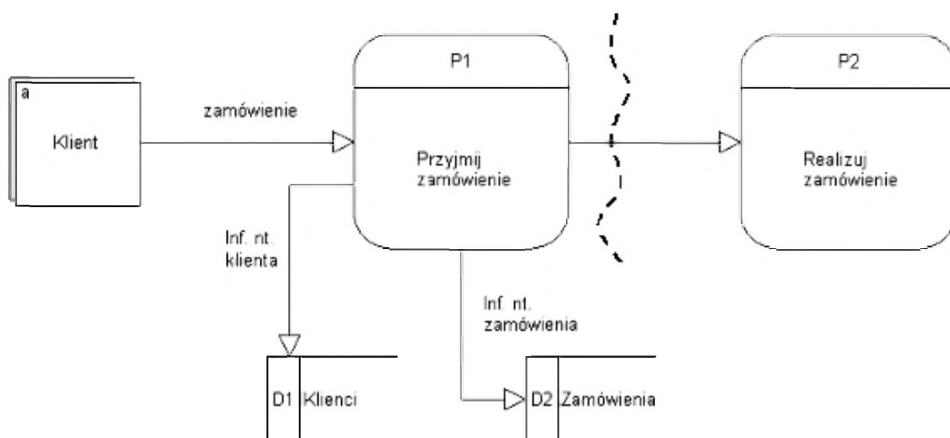 a
Klient
zamówienie
P1
Przyjmij
zamówienie
P2
Realizuj
zamówienie
Inf. nt.
klienta
Inf. nt.
zamówienia
D1 Klienci
D2 Zamówienia